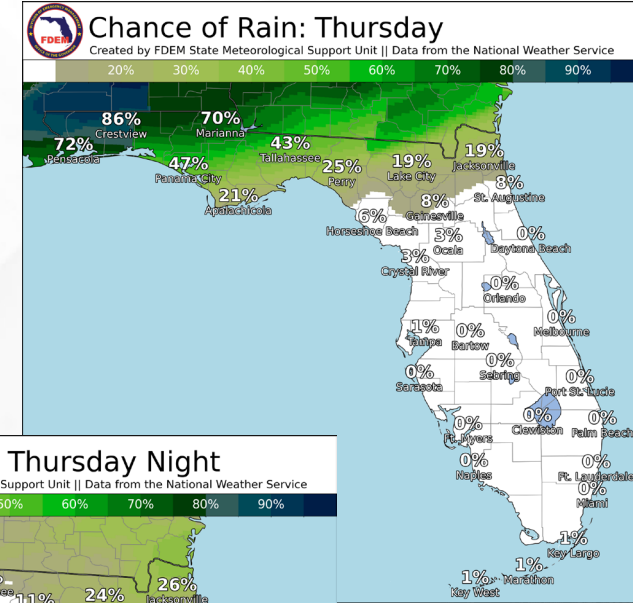 FDEM
Chance of Rain: Thursday
Created by FDEM State Meteorological Support Unit || Data from the National Weather Service
20% 30% 40% 50% 60% 70% 80% 90%
86%
Crestview
70%
Marianna
72%
Pensacola
47%
Panama City
43%
Tallahassee
21%
Apalachicola
25%
Perry
19%
Lake City
19%
Jacksonville
8%
St. Augustine
8%
Gainesville
6%
Horseshoe Beach
3%
Ocala
0%
Daytona Beach
3%
Crystal River
0%
Orlando
0%
Melbourne
1%
Tampa
0%
Bartow
0%
Sebring
0%
Sarasota
0%
Port St. Lucie
0%
Clewiston
0%
Palm Beach
0%
Ft. Myers
0%
Naples
0%
Ft. Lauderdale
0%
Miami
1%
Key Largo
1%
Marathon
1%
Key West
Thursday Night
Support Unit || Data from the National Weather Service
50% 60% 70% 80% 90%
11%
24%
26%
Jacksonville